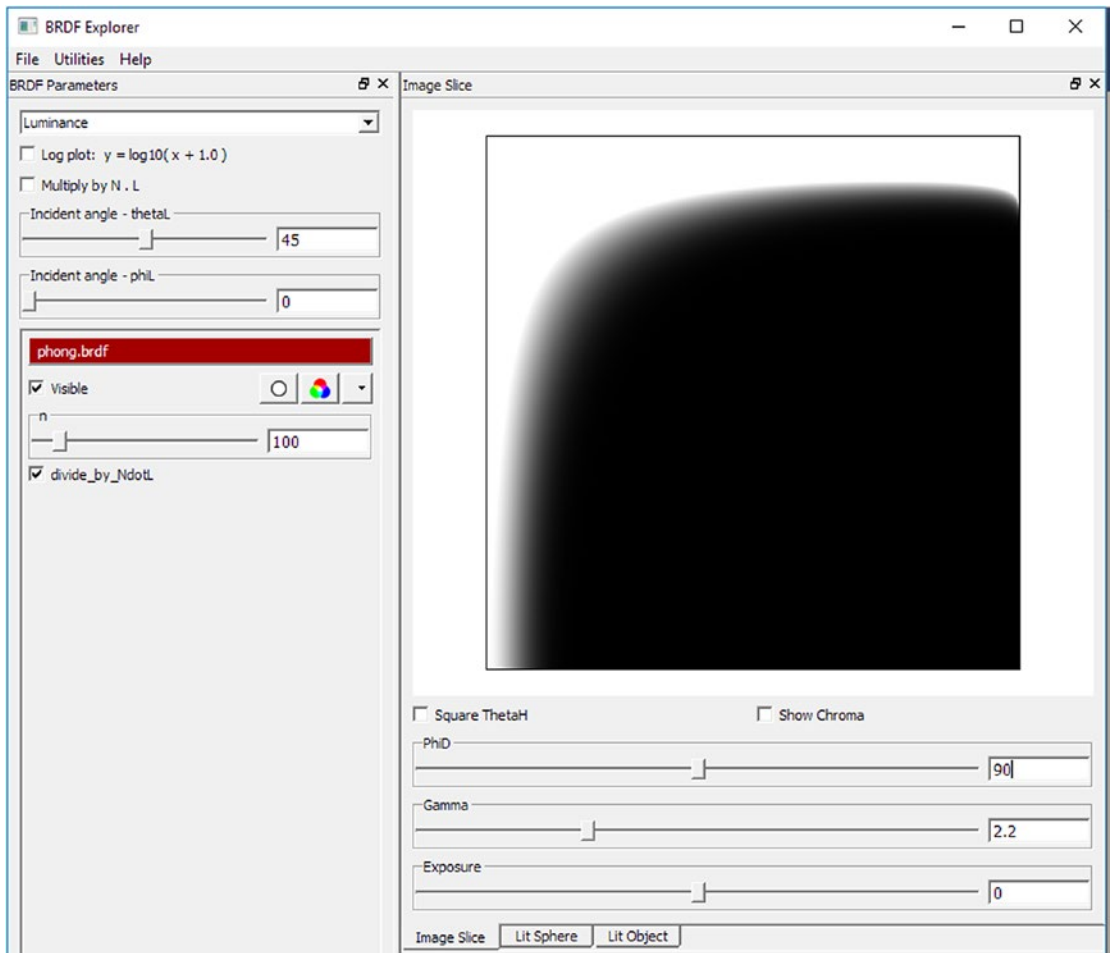 BRDF Explorer
File Utilities Help
BRDF Parameters
Luminance
Log plot: y = log10( x + 1.0 )
Multiply by N . L
Incident angle - thetaL
45
Incident angle - phiL
0
phong.brdf
Visible
n
100
divide_by_NdotL
Image Slice
Square ThetaH Show Chroma
PhiD
90
Gamma
2.2
Exposure
0
Image Slice Lit Sphere Lit Object